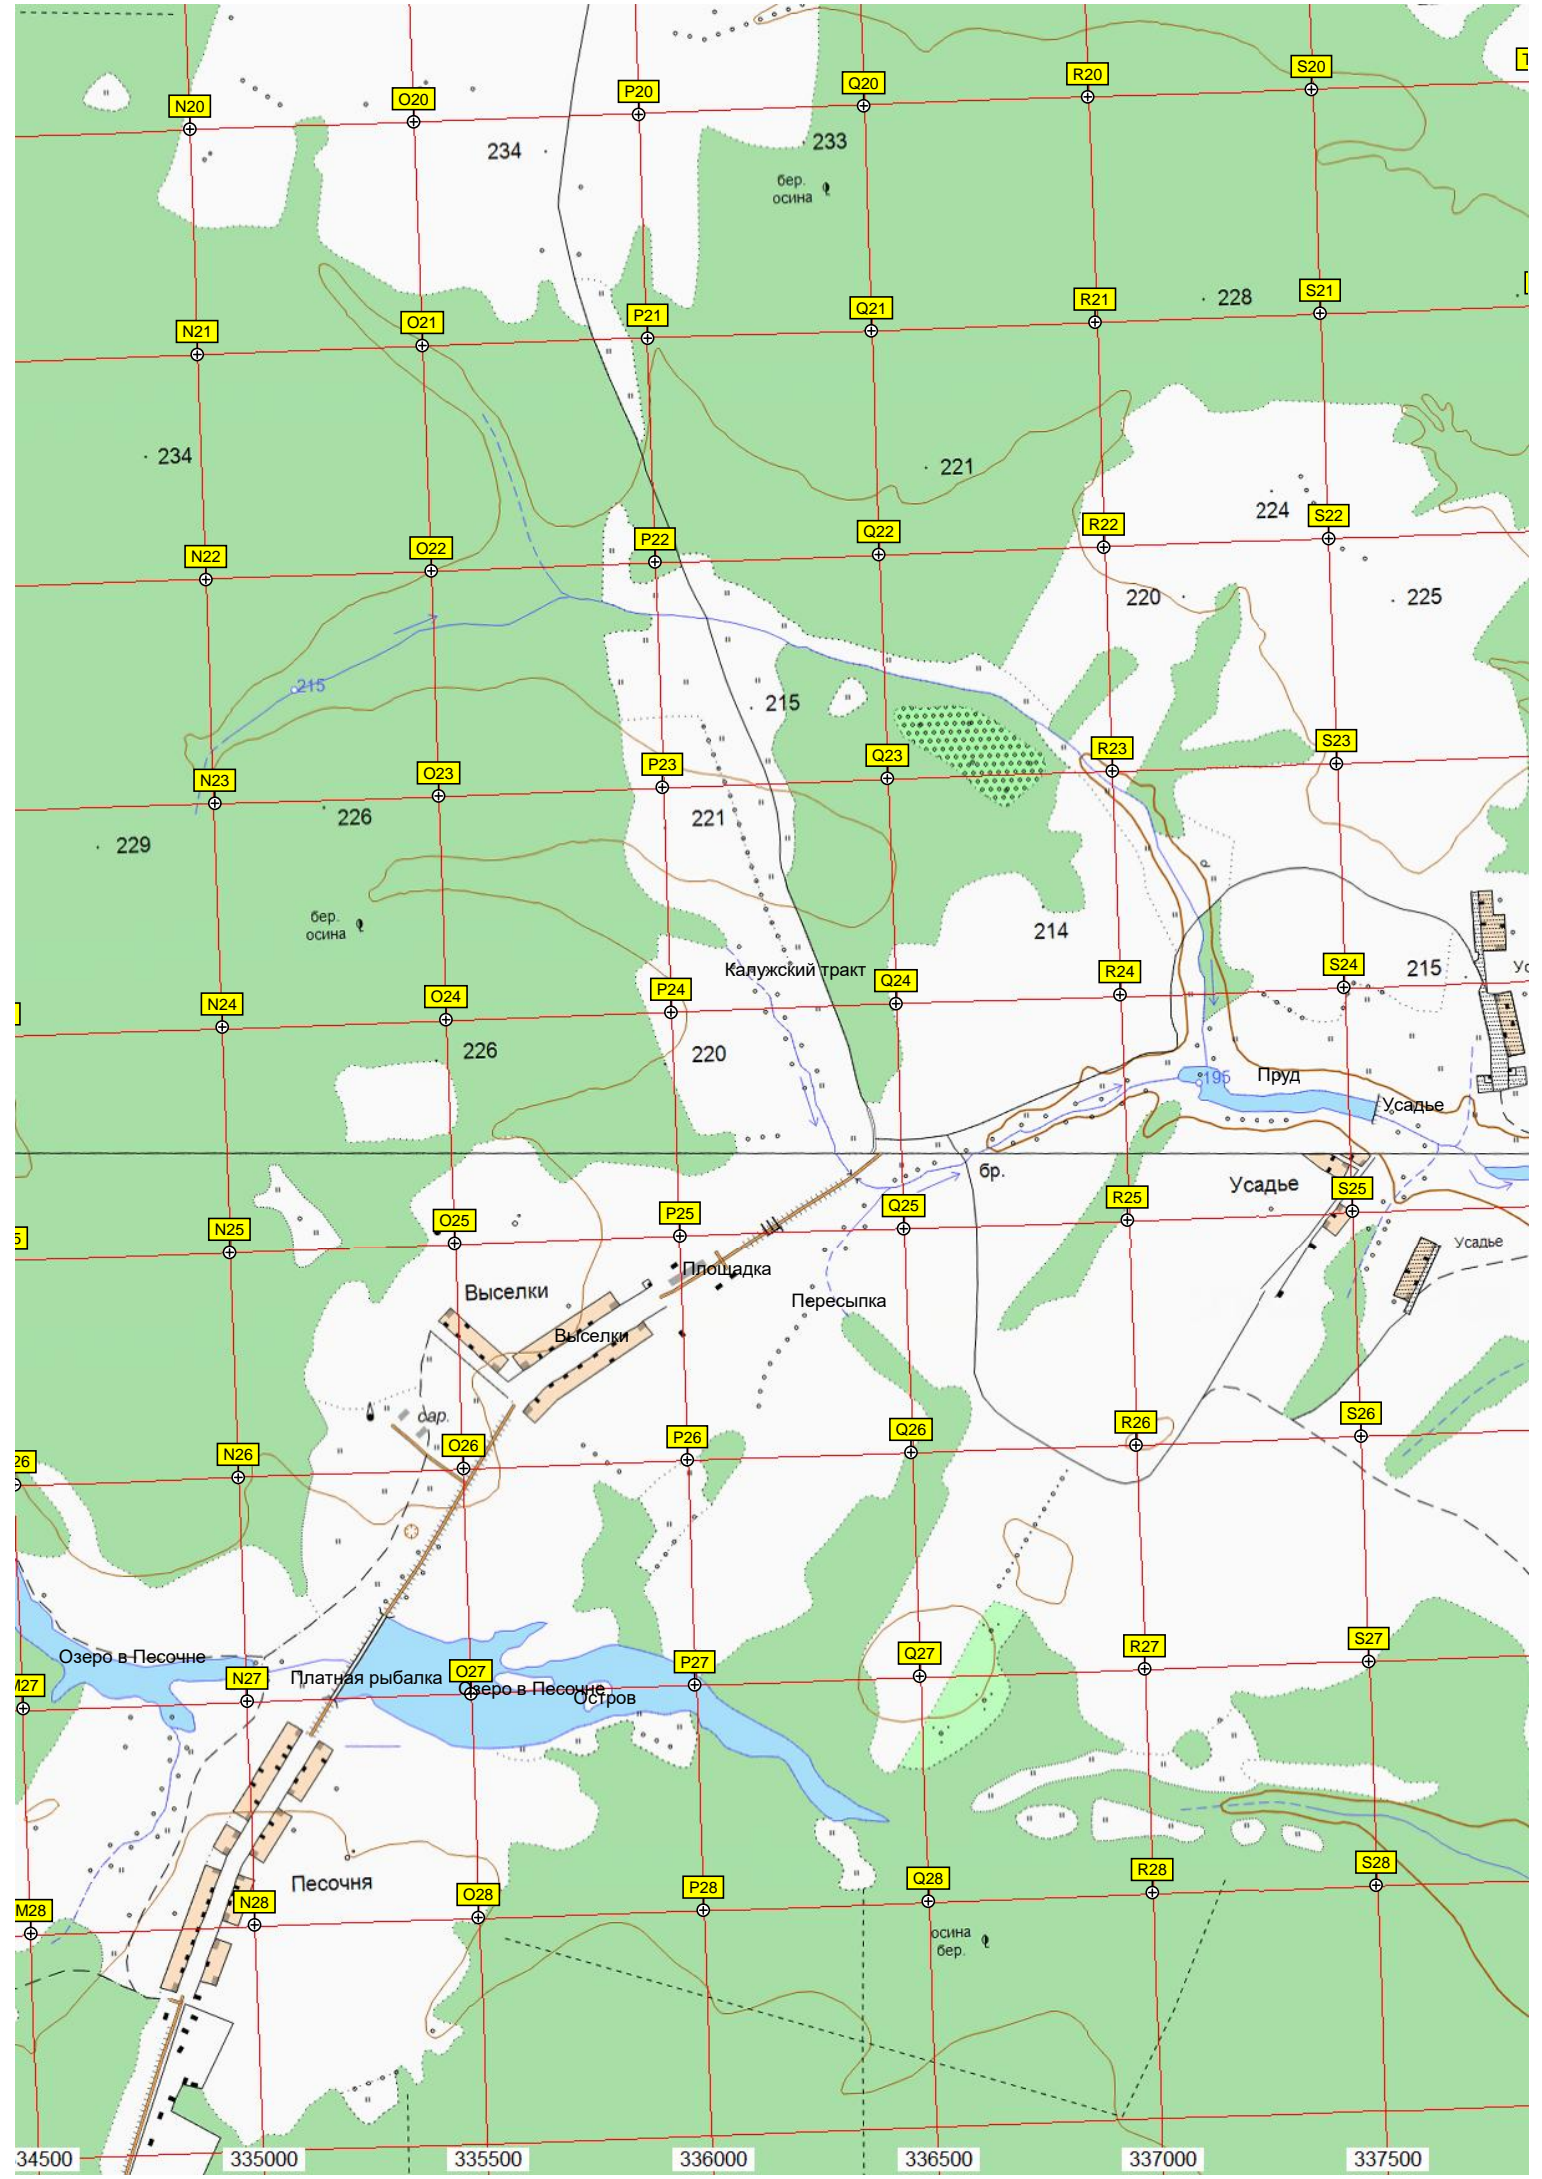 S20
R20
Q20
P20
O20
N20
233
234
бер.
осина
S21
228
R21
Q21
P21
O21
N21
234
221
224
S22
R22
Q22
P22
O22
N22
220
225
215
215
S23
R23
Q23
P23
O23
N23
226
221
229
бер.
осина
214
Калужский тракт
S24
215
R24
Q24
P24
O24
N24
226
220
Пруд
195
Усадье
бр.
Усадье
S25
R25
Q25
P25
O25
N25
Усадье
Площадка
Выселки
Пересыпка
Выселки
сар.
S26
R26
Q26
P26
O26
N26
26
S27
R27
Q27
P27
O27
N27
M27
Озеро в Песочне
Платная рыбалка
Озеро в Песочне
Остров
Песочня
S28
R28
Q28
P28
O28
N28
M28
осина
бер.
34500
335000
335500
336000
336500
337000
337500